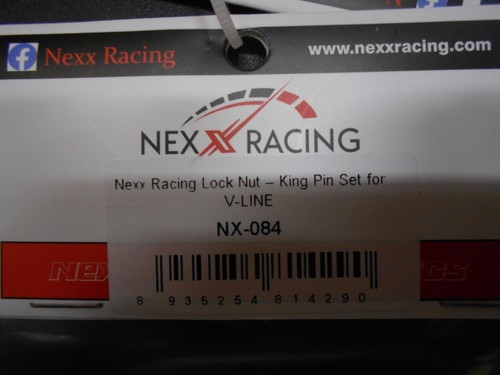 Nexx Racing
www.nexxracing.com
NEXX RACING
Nexx Racing Lock Nut – King Pin Set for
V-LINE
NX-084
8 935254 814290